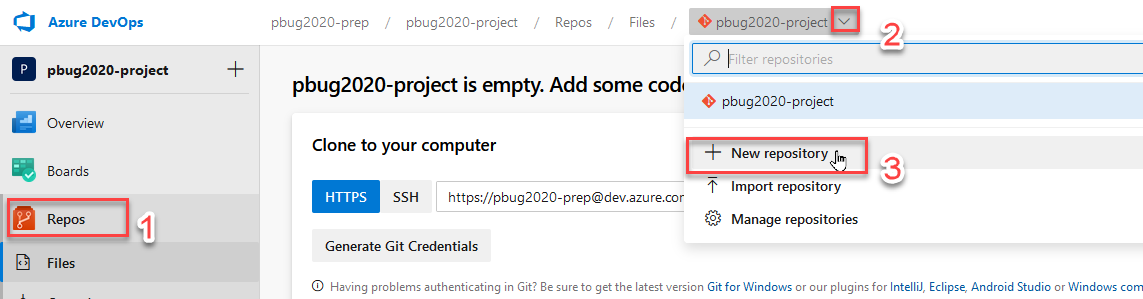 Azure DevOps
pbug2020-prep / pbug2020-project / Repos / Files / pbug2020-project
2
pbug2020-project
Filter repositories
pbug2020-project is empty. Add some code
pbug2020-project
Overview
Clone to your computer
New repository
3
Boards
HTTPS SSH https://pbug2020-prep@dev.azure.com
Import repository
Repos
1
Manage repositories
Generate Git Credentials
Files
Having problems authenticating in Git? Be sure to get the latest version Git for Windows or our plugins for IntelliJ, Eclipse, Android Studio or Windows com